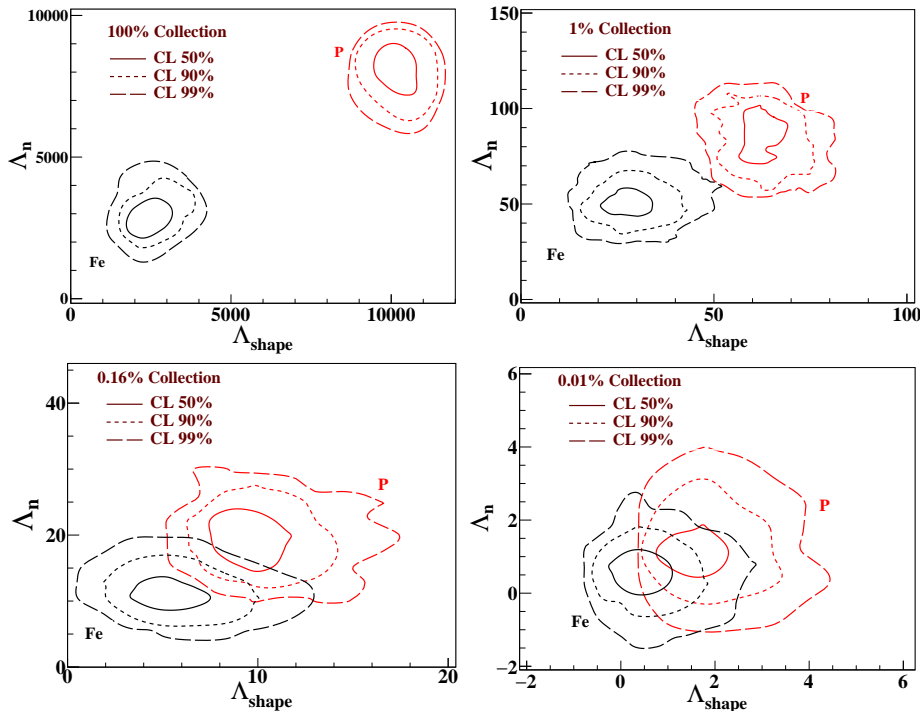 100% Collection
CL 50%
CL 90%
CL 99%
P
Fe
10000
5000
0
Λn
0
5000
10000
Λshape
1% Collection
CL 50%
CL 90%
CL 99%
P
Fe
150
100
50
0
Λn
0
50
100
Λshape
0.16% Collection
CL 50%
CL 90%
CL 99%
P
Fe
40
20
0
Λn
0
10
20
Λshape
0.01% Collection
CL 50%
CL 90%
CL 99%
P
Fe
6
4
2
0
−2
Λn
−2
0
2
4
6
Λshape